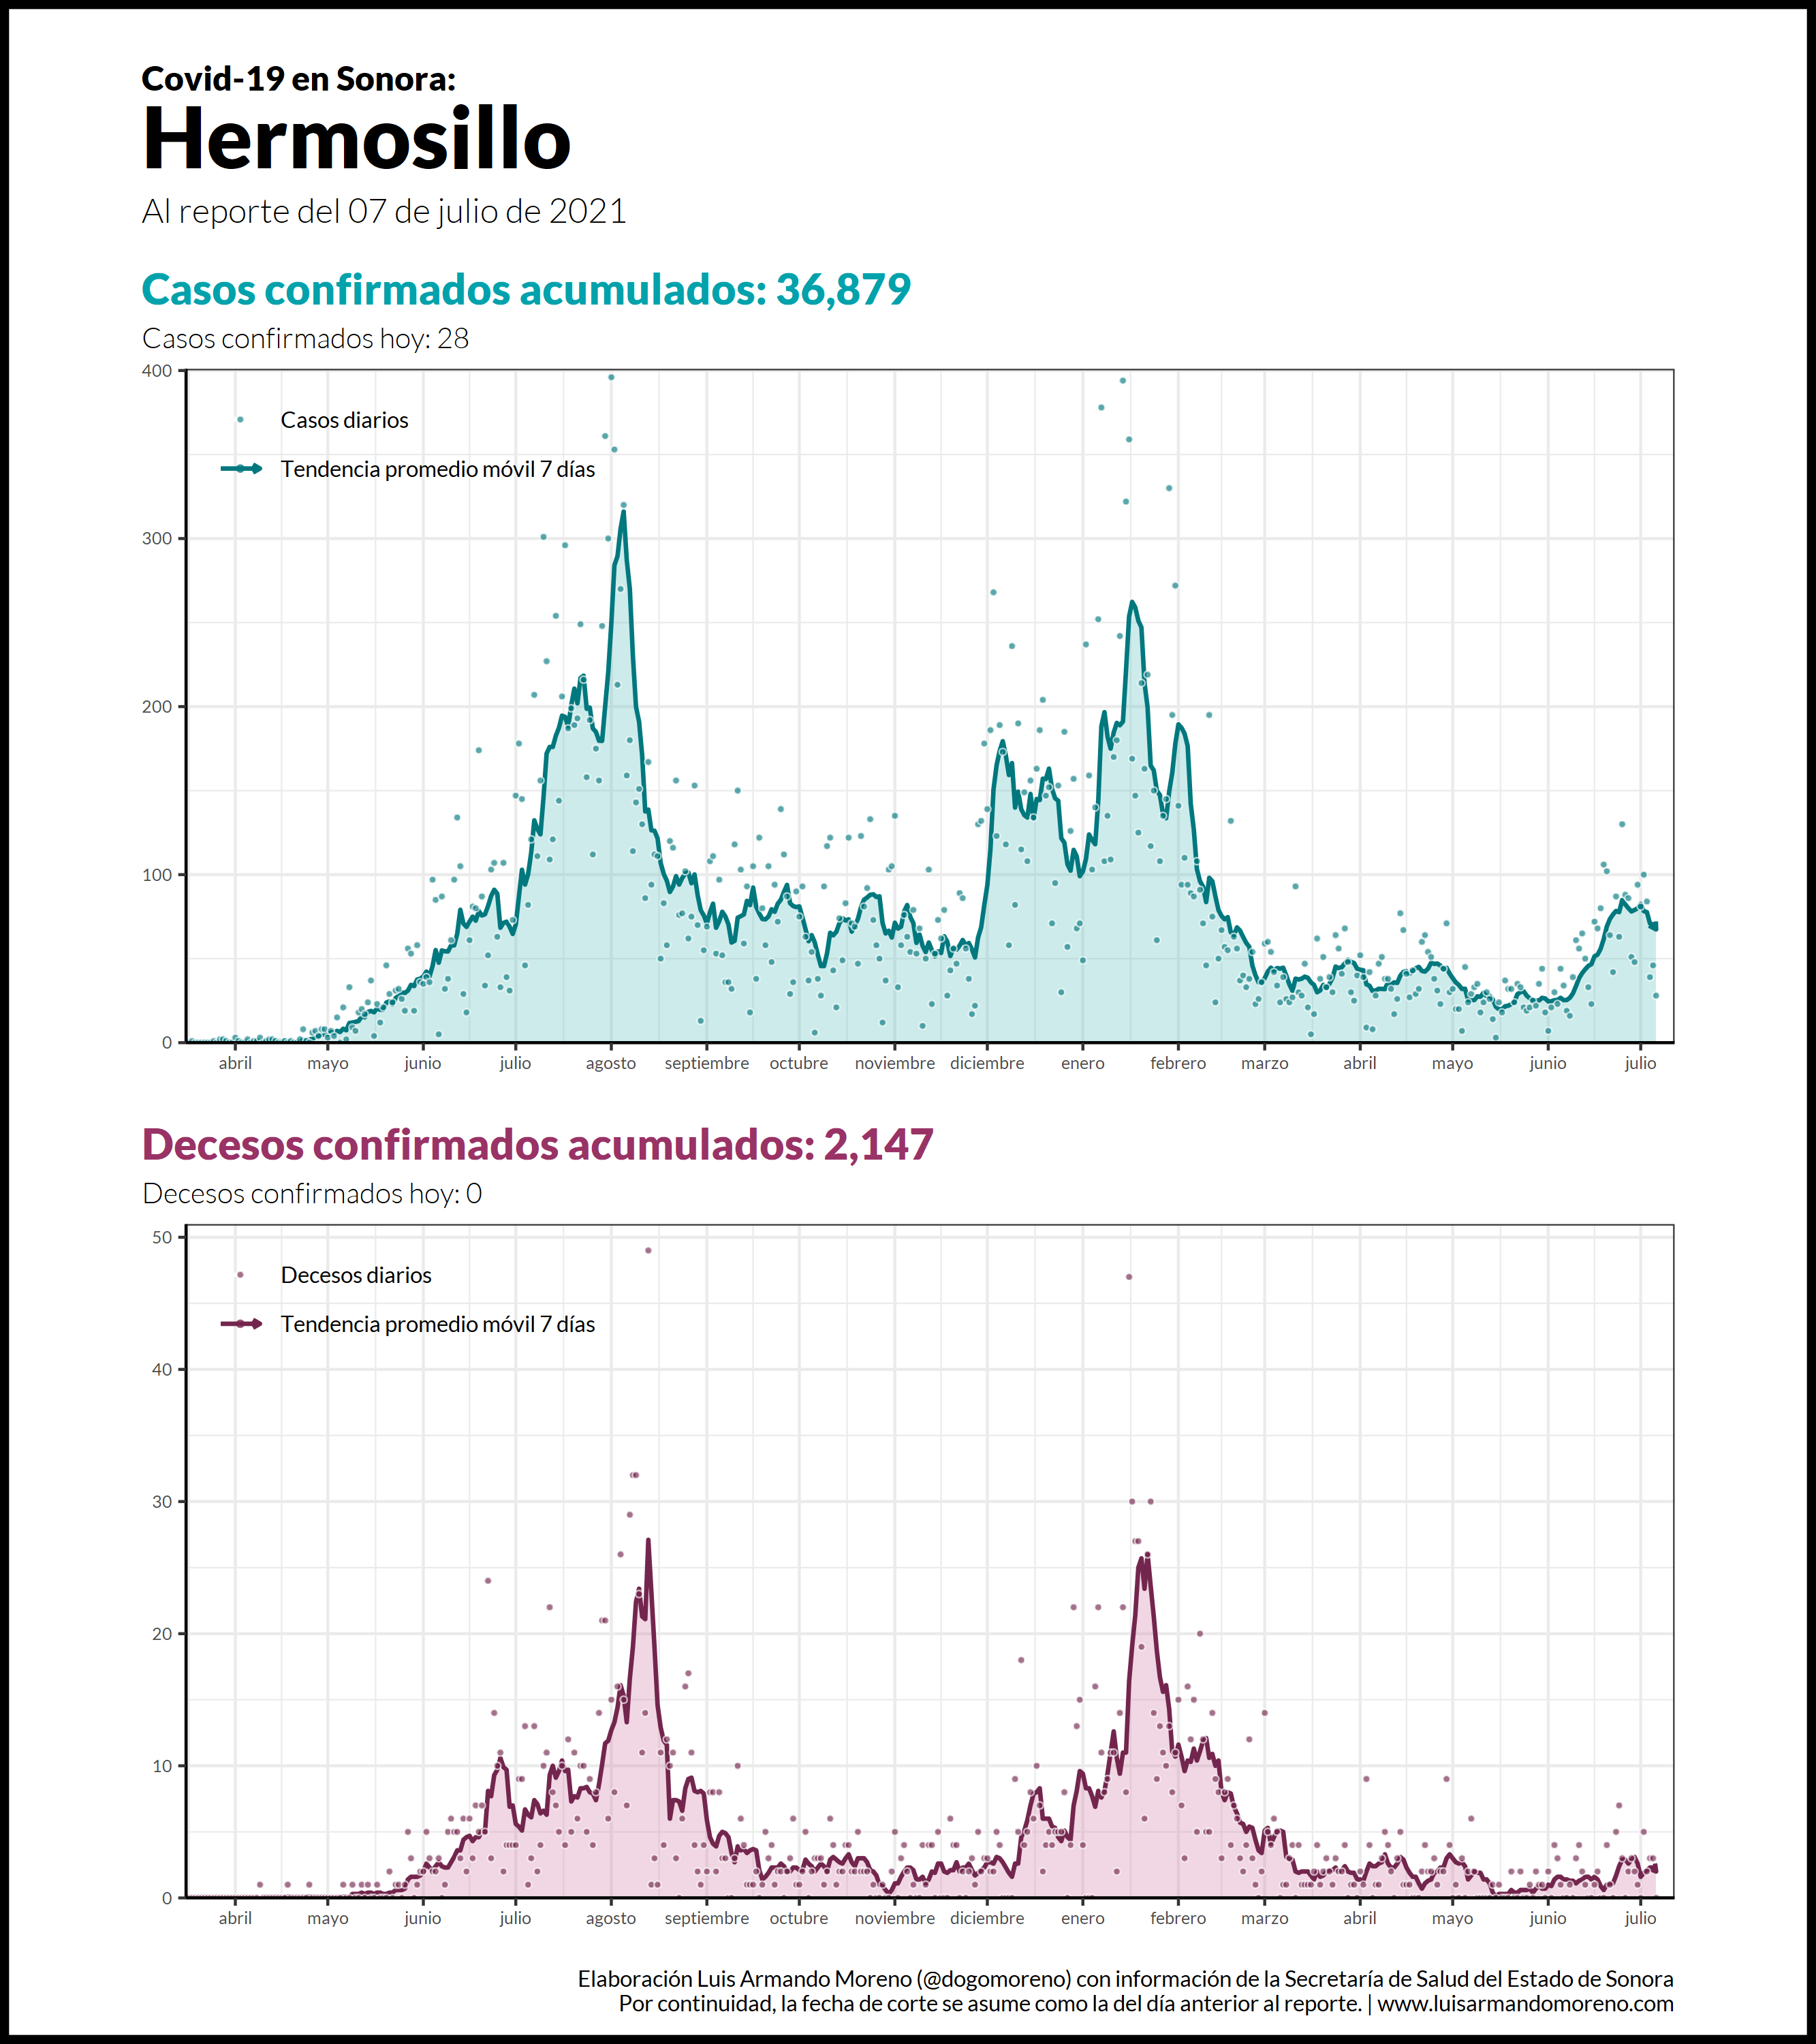 Covid-19 en Sonora:
Hermosillo
Al reporte del 07 de julio de 2021
Casos confirmados acumulados: 36,879
Casos confirmados hoy: 28
400
Casos diarios
Tendencia promedio móvil 7 días
300
200
100
0
abril mayo junio julio agosto septiembre octubre noviembre diciembre enero febrero marzo abril mayo junio julio
Decesos confirmados acumulados: 2,147
Decesos confirmados hoy: 0
50
Decesos diarios
Tendencia promedio móvil 7 días
40
30
20
10
0
abril mayo junio julio agosto septiembre octubre noviembre diciembre enero febrero marzo abril mayo junio julio
Elaboración Luis Armando Moreno (@dogomoreno) con información de la Secretaría de Salud del Estado de Sonora
Por continuidad, la fecha de corte se asume como la del día anterior al reporte. | www.luisarmandomoreno.com